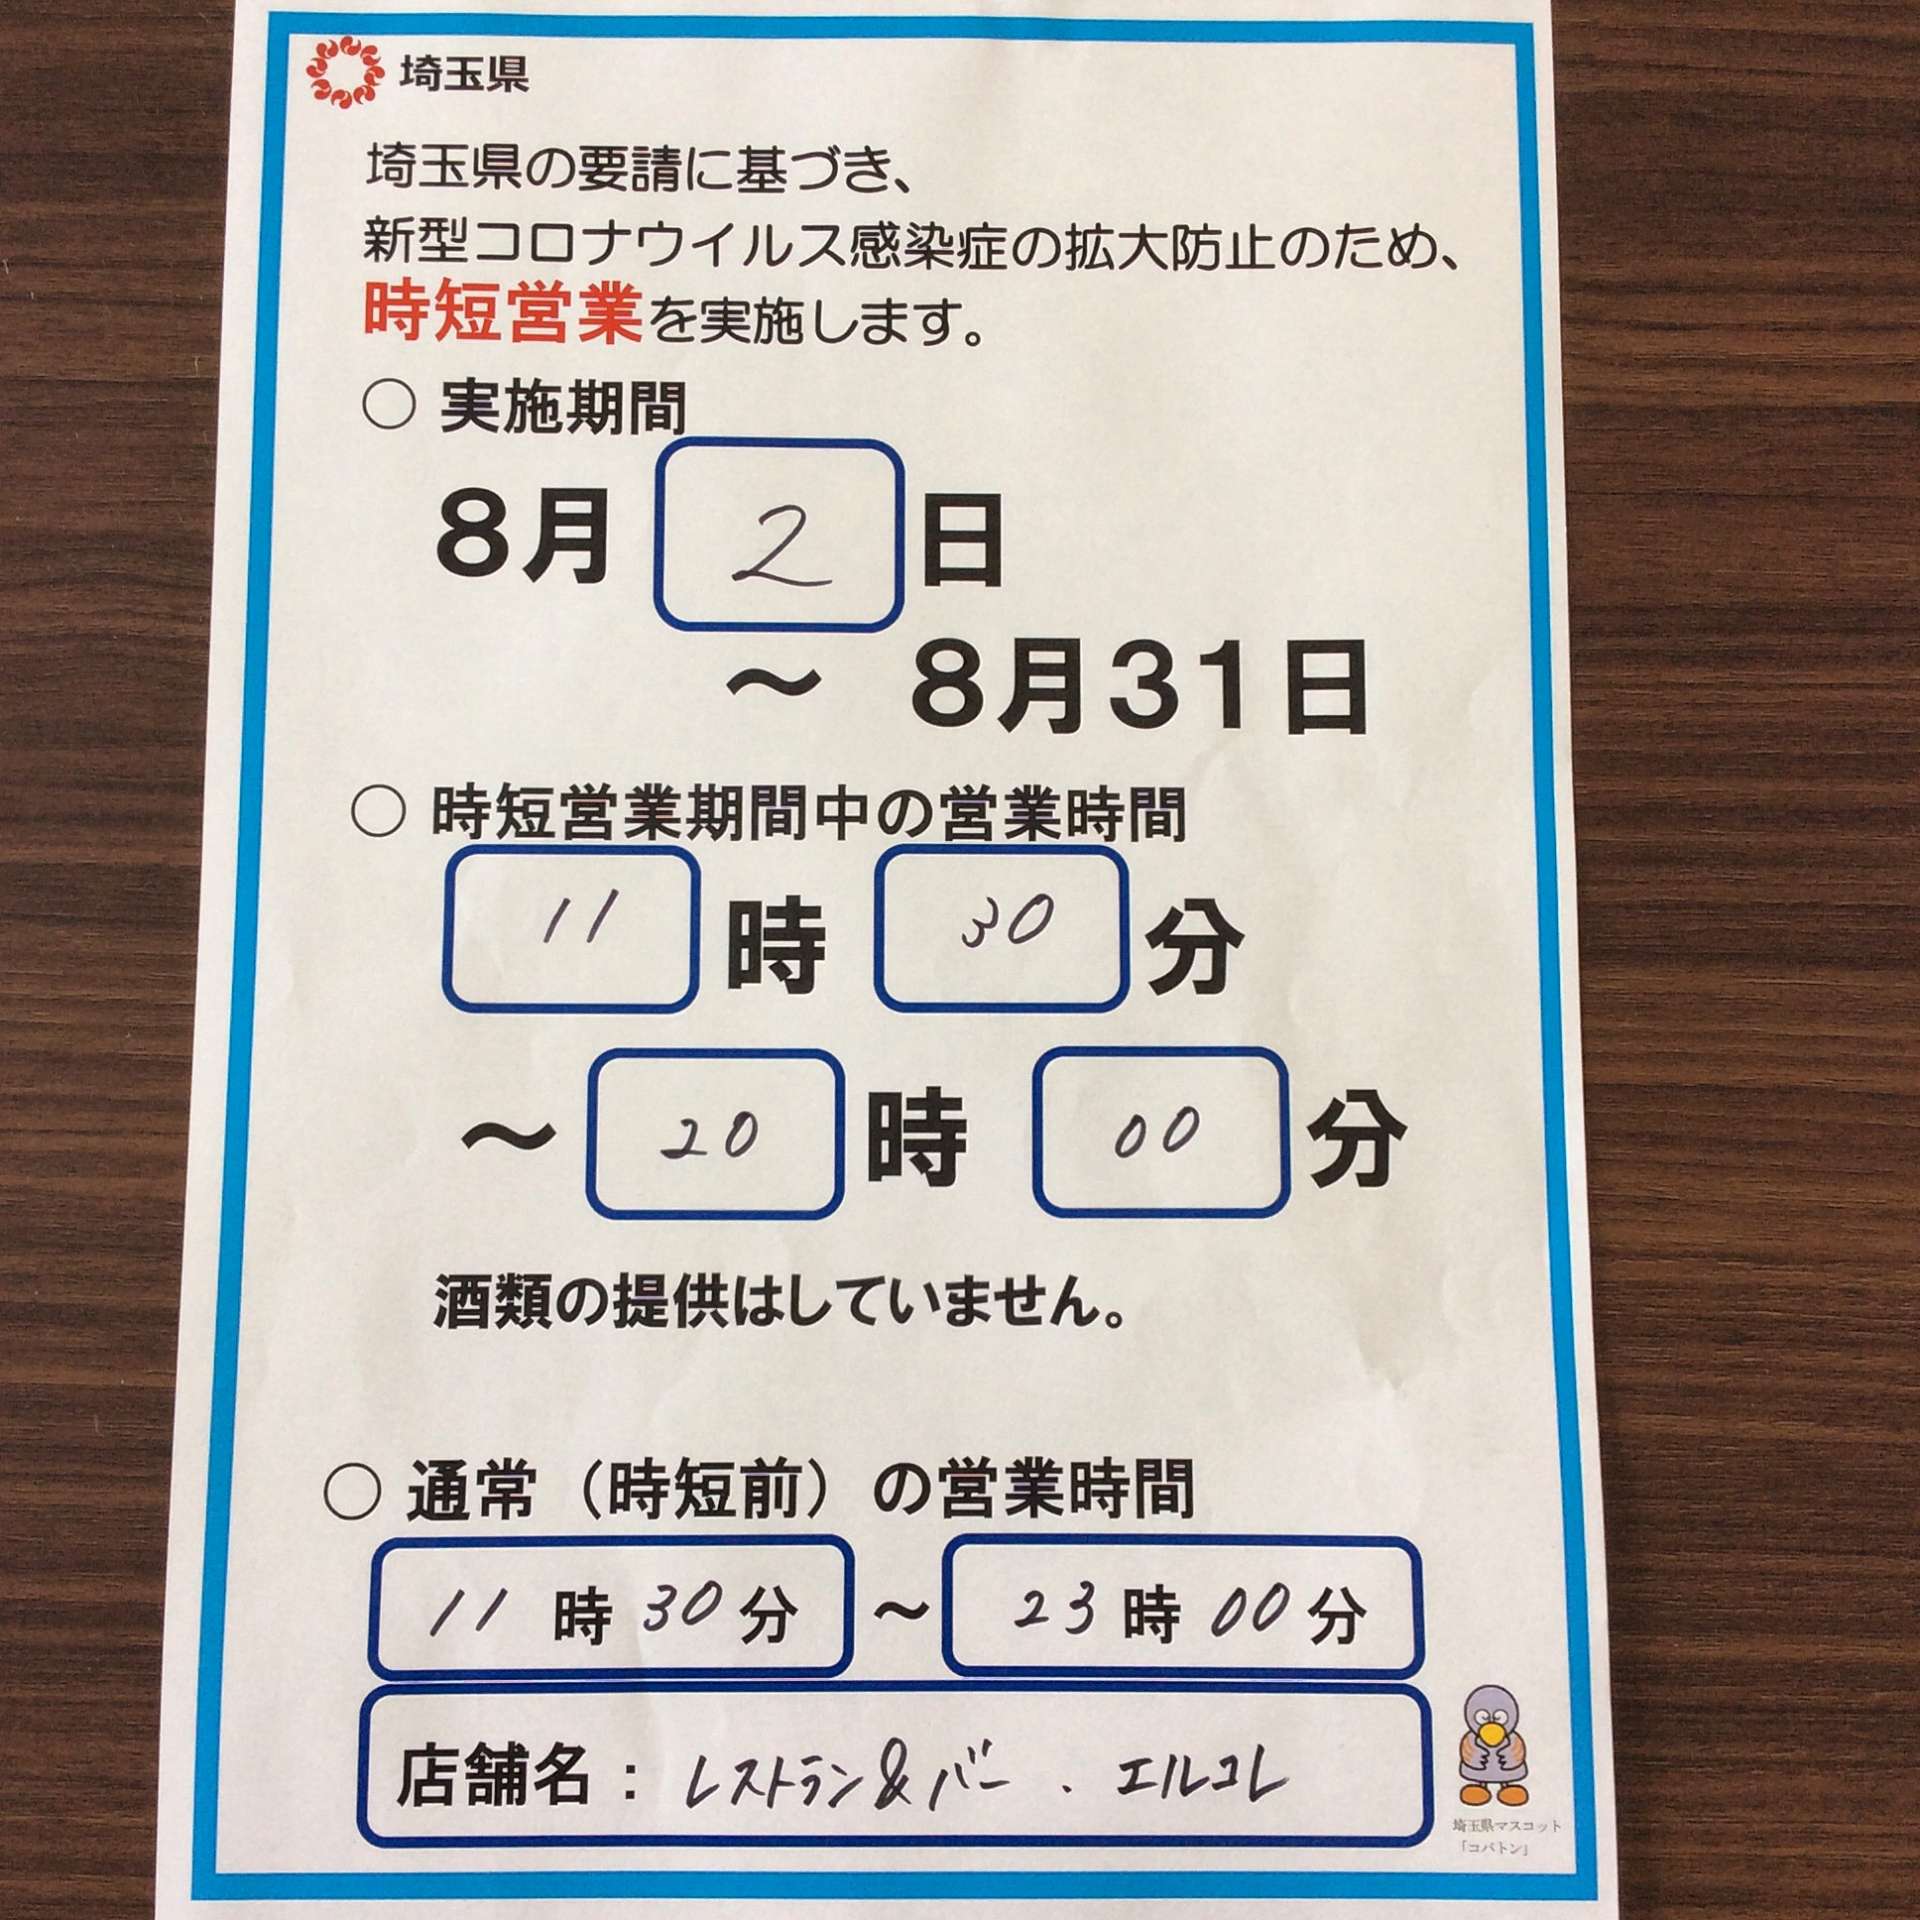 埼玉県
埼玉県の要請に基づき、
新型コロナウイルス感染症の拡大防止のため、
時短営業を実施します。
○ 実施期間
8月 2 日
～ 8月31日
○ 時短営業期間中の営業時間
11 時 30 分
～ 20 時 00 分
酒類の提供はしていません。
○ 通常（時短前）の営業時間
11 時 30 分 ～ 23 時 00 分
店舗名：レストラン&バー . エルコレ
埼玉県マスコット
「コバトン」